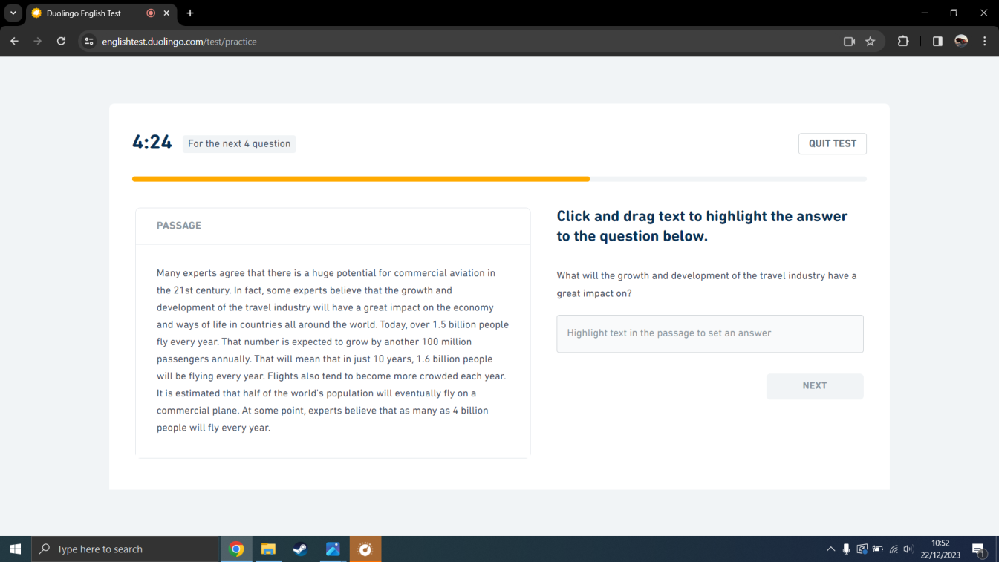 Duolingo English Test
englishtest.duolingo.com/test/practice
4:24
For the next 4 question
QUIT TEST
PASSAGE
Many experts agree that there is a huge potential for commercial aviation in
the 21st century. In fact, some experts believe that the growth and
development of the travel industry will have a great impact on the economy
and ways of life in countries all around the world. Today, over 1.5 billion people
fly every year. That number is expected to grow by another 100 million
passengers annually. That will mean that in just 10 years, 1.6 billion people
will be flying every year. Flights also tend to become more crowded each year.
It is estimated that half of the world's population will eventually fly on a
commercial plane. At some point, experts believe that as many as 4 billion
people will fly every year.
Click and drag text to highlight the answer
to the question below.
What will the growth and development of the travel industry have a
great impact on?
Highlight text in the passage to set an answer
NEXT
Type here to search
10:52
22/12/2023
1